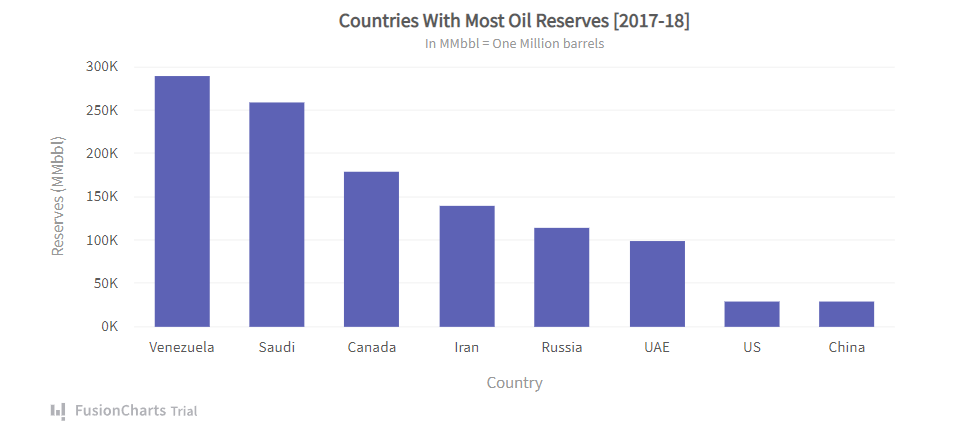 Countries With Most Oil Reserves [2017-18]
In MMbbl = One Million barrels
300K
250K
200K
150K
100K
50K
0K
Reserves (MMbbl)
Venezuela Saudi Canada Iran Russia UAE US China
Country
FusionCharts Trial